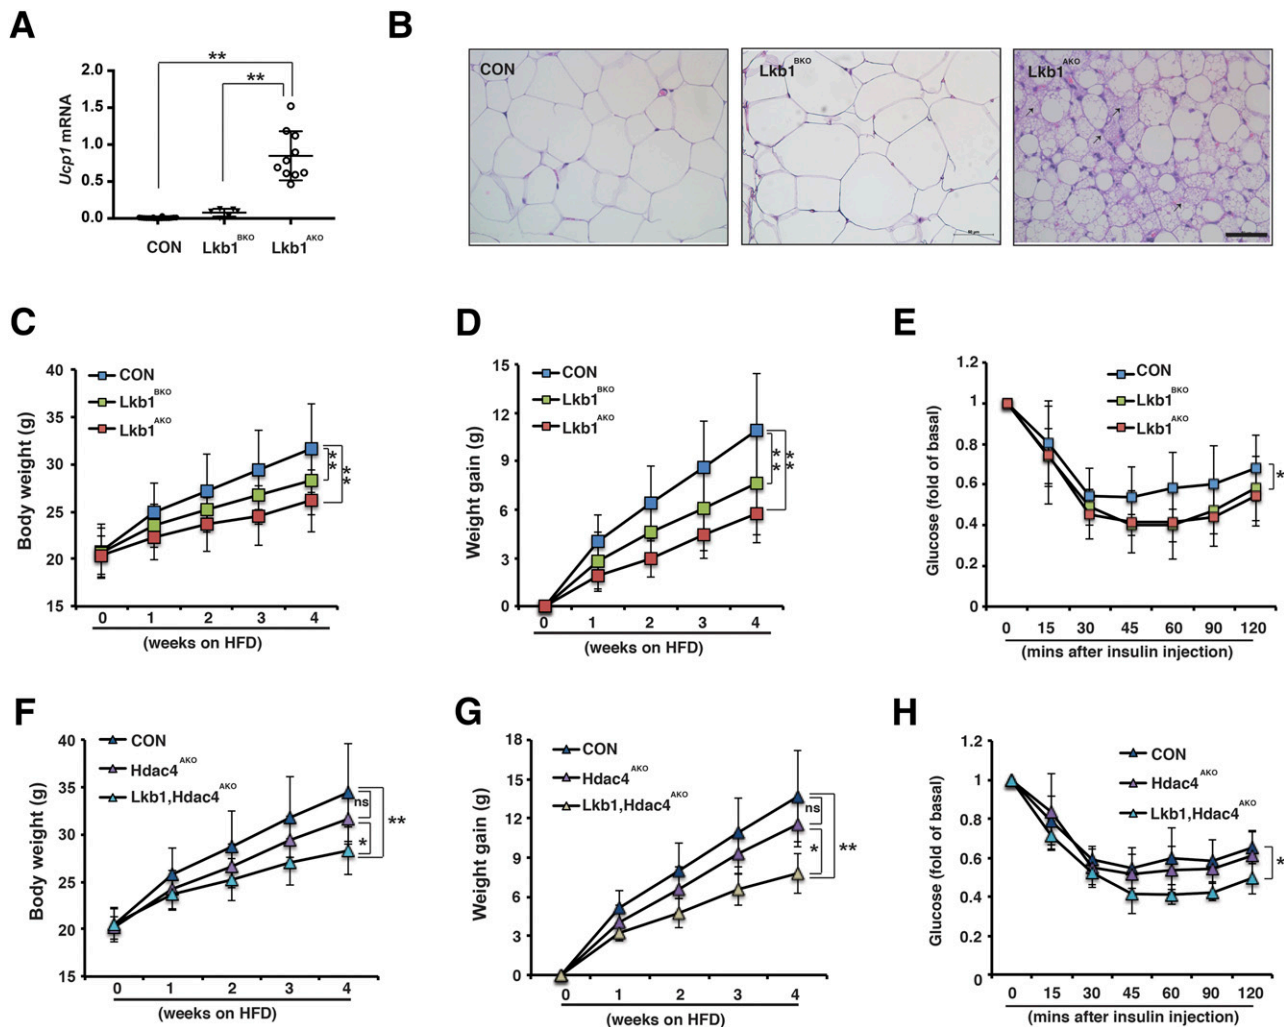 A
Ucp1 mRNA
2.0
1.5
1.0
0.5
0.0
**
**
CON Lkb1BKO Lkb1AKO
B
CON
Lkb1BKO
Lkb1AKO
C
Body weight (g)
40
35
30
25
20
15
CON
Lkb1BKO
Lkb1AKO
**
**
0 1 2 3 4
(weeks on HFD)
D
Weight gain (g)
15
12
9
6
3
0
CON
Lkb1BKO
Lkb1AKO
**
**
0 1 2 3 4
(weeks on HFD)
E
Glucose (fold of basal)
1.2
1
0.8
0.6
0.4
0.2
0
CON
Lkb1BKO
Lkb1AKO
*
0 15 30 45 60 90 120
(mins after insulin injection)
F
Body weight (g)
40
35
30
25
20
15
CON
Hdac4AKO
Lkb1,Hdac4AKO
ns
*
**
0 1 2 3 4
(weeks on HFD)
G
Weight gain (g)
18
15
12
9
6
3
0
CON
Hdac4AKO
Lkb1,Hdac4AKO
ns
*
**
0 1 2 3 4
(weeks on HFD)
H
Glucose (fold of basal)
1.2
1
0.8
0.6
0.4
0.2
0
CON
Hdac4AKO
Lkb1,Hdac4AKO
*
0 15 30 45 60 90 120
(mins after insulin injection)